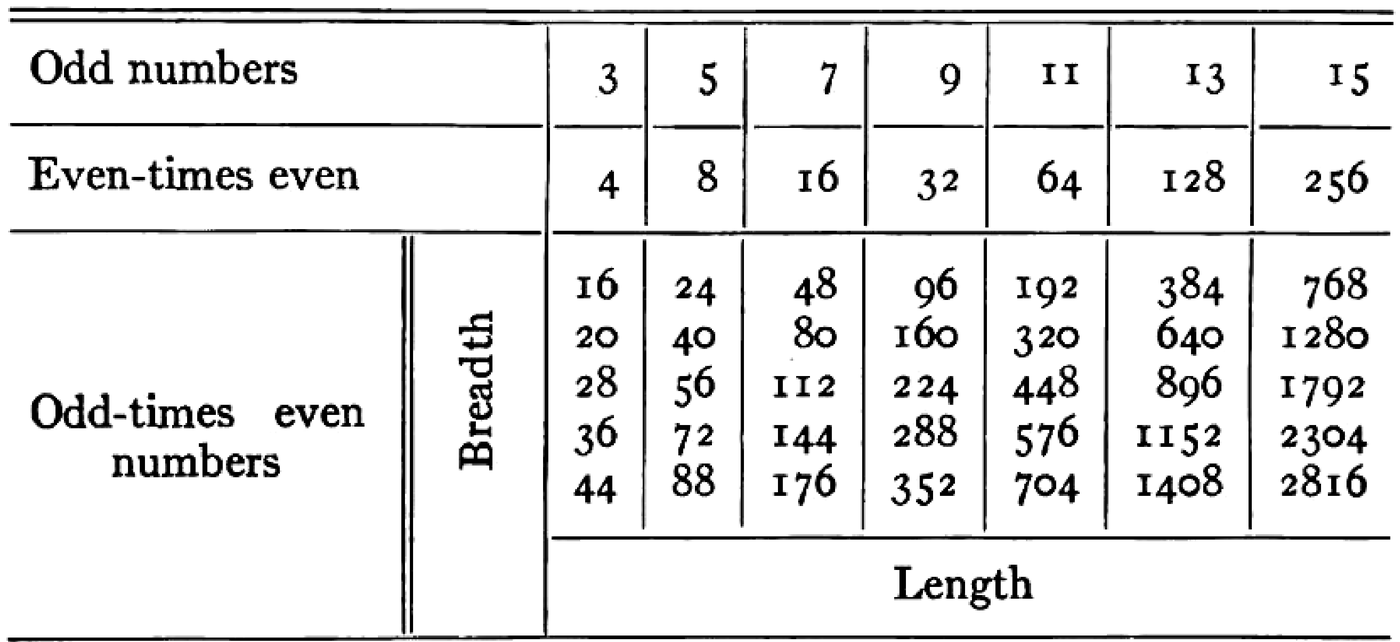 Odd numbers 3 5 7 9 11 13 15
Even-times even 4 8 16 32 64 128 256
16 24 48 96 192 384 768
20 40 80 160 320 640 1280
28 56 112 224 448 896 1792
36 72 144 288 576 1152 2304
44 88 176 352 704 1408 2816
Odd-times even
numbers
Breadth
Length